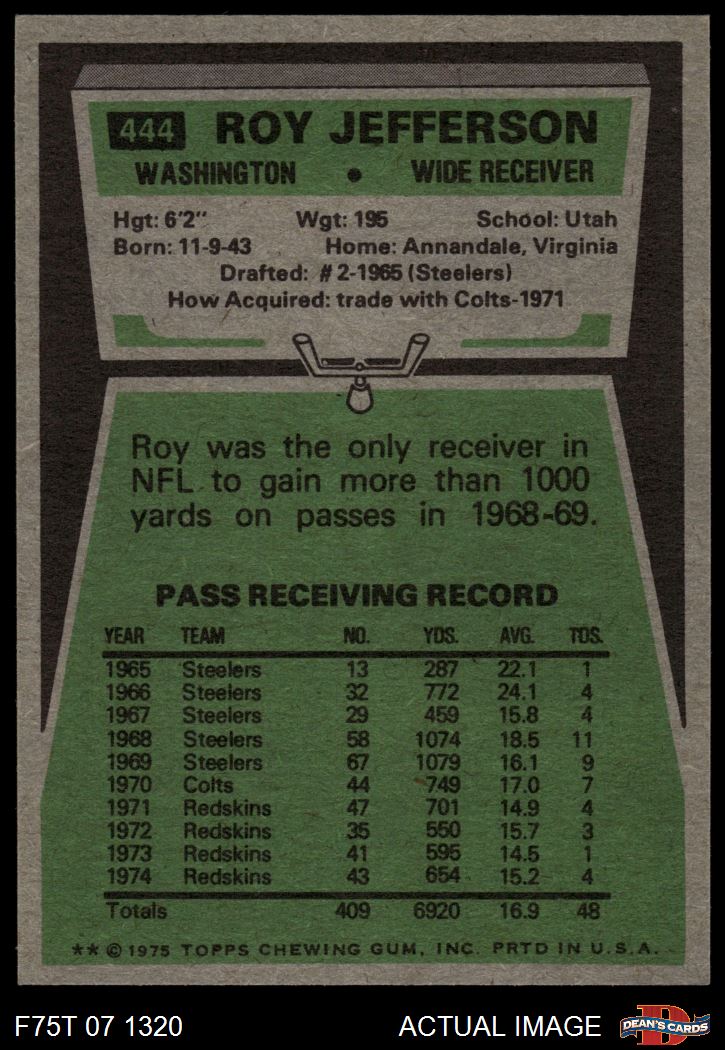 444 ROY JEFFERSON
WASHINGTON • WIDE RECEIVER
Hgt: 6'2" Wgt: 195 School: Utah
Born: 11-9-43 Home: Annandale, Virginia
Drafted: #2-1965 (Steelers)
How Acquired: trade with Colts-1971
Roy was the only receiver in
NFL to gain more than 1000
yards on passes in 1968-69.
PASS RECEIVING RECORD
YEAR TEAM NO. YDS. AVG. TDS.
1965 Steelers 13 287 22.1 1
1966 Steelers 32 772 24.1 4
1967 Steelers 29 459 15.8 4
1968 Steelers 58 1074 18.5 11
1969 Steelers 67 1079 16.1 9
1970 Colts 44 749 17.0 7
1971 Redskins 47 701 14.9 4
1972 Redskins 35 550 15.7 3
1973 Redskins 41 595 14.5 1
1974 Redskins 43 654 15.2 4
Totals 409 6920 16.9 48
** © 1975 TOPPS CHEWING GUM, INC. PRTD IN U.S.A.
F75T 07 1320 ACTUAL IMAGE D DEAN'S CARDS